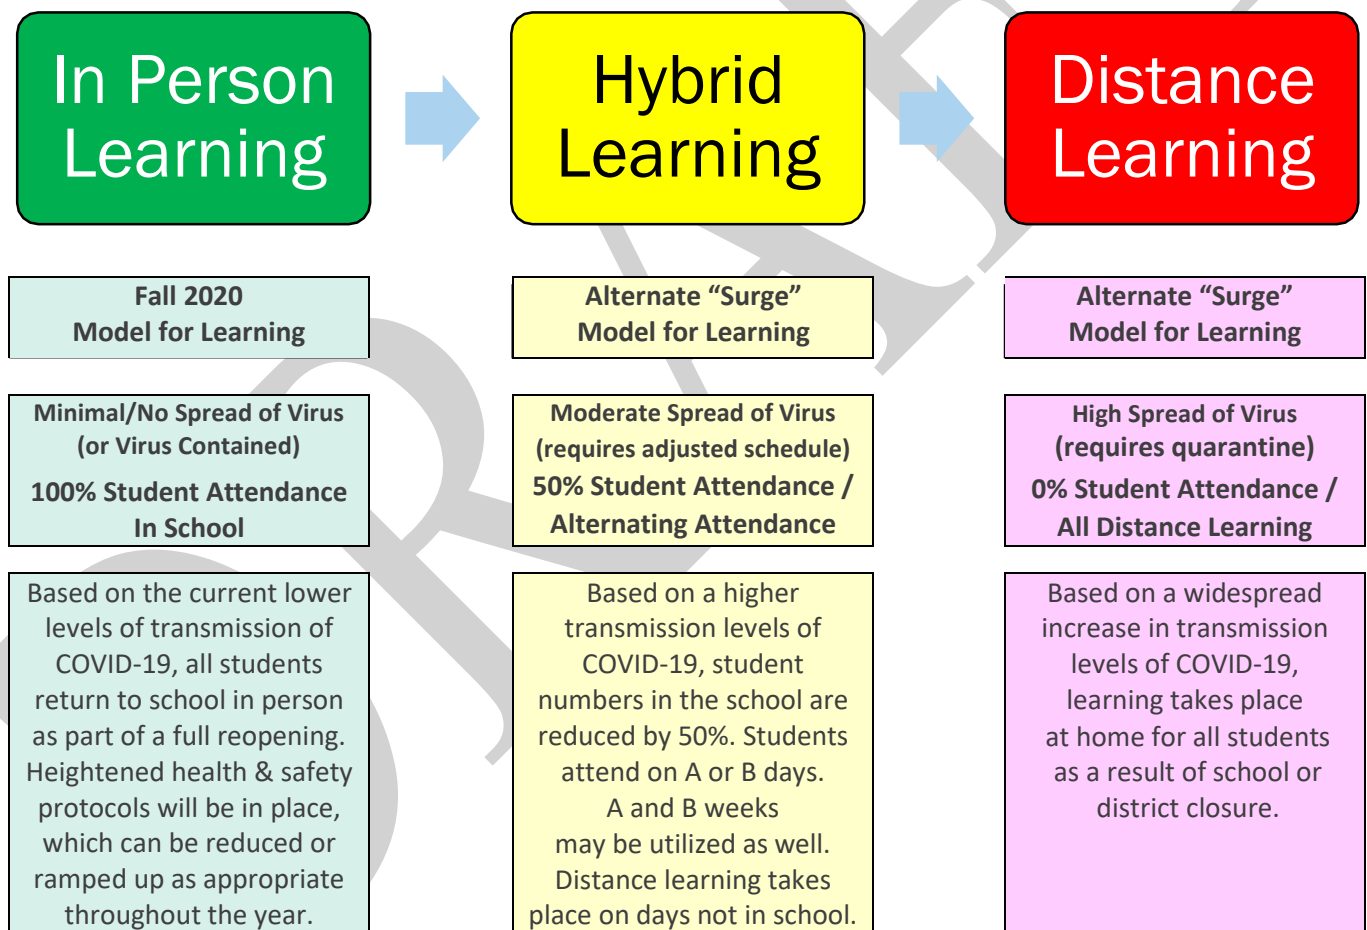 In Person
Learning
Hybrid
Learning
Distance
Learning
Fall 2020
Model for Learning
Alternate “Surge”
Model for Learning
Alternate “Surge”
Model for Learning
Minimal/No Spread of Virus
(or Virus Contained)
100% Student Attendance
In School
Moderate Spread of Virus
(requires adjusted schedule)
50% Student Attendance /
Alternating Attendance
High Spread of Virus
(requires quarantine)
0% Student Attendance /
All Distance Learning
Based on the current lower
levels of transmission of
COVID-19, all students
return to school in person
as part of a full reopening.
Heightened health & safety
protocols will be in place,
which can be reduced or
ramped up as appropriate
throughout the year.
Based on a higher
transmission levels of
COVID-19, student
numbers in the school are
reduced by 50%. Students
attend on A or B days.
A and B weeks
may be utilized as well.
Distance learning takes
place on days not in school.
Based on a widespread
increase in transmission
levels of COVID-19,
learning takes place
at home for all students
as a result of school or
district closure.